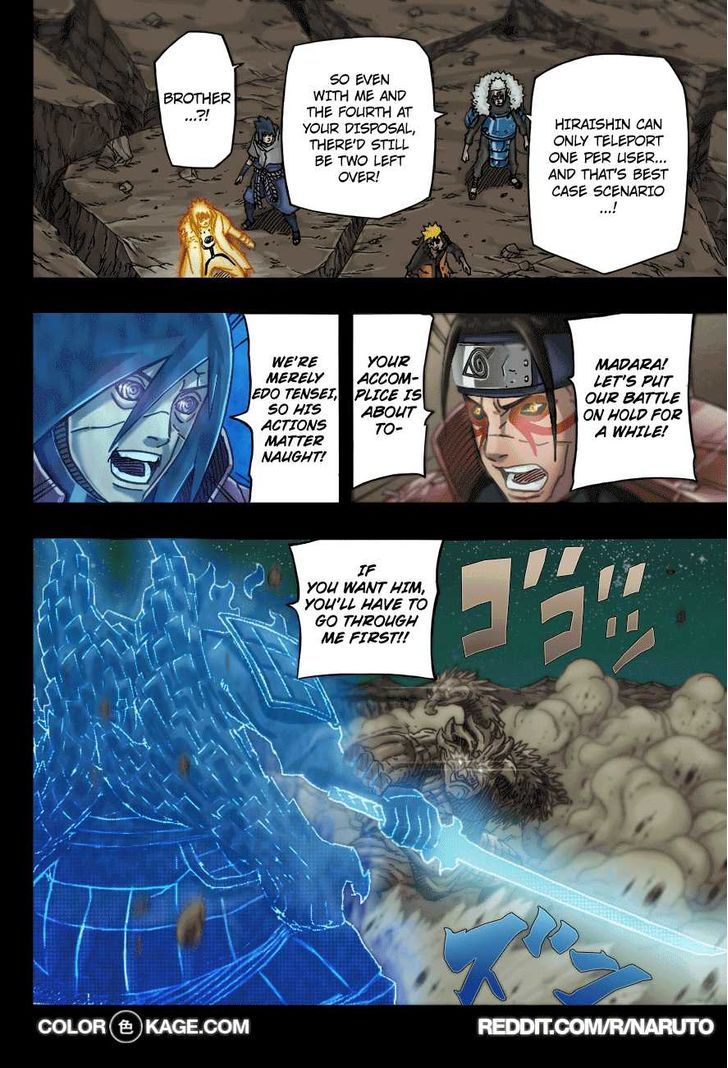 HIRAISHIN CAN
ONLY TELEPORT
ONE PER USER...
AND THAT'S BEST
CASE SCENARIO
...!
SO EVEN
WITH ME AND
THE FOURTH AT
YOUR DISPOSAL,
THERE'D STILL
BE TWO LEFT
OVER!
BROTHER
...?!
MADARA!
LET'S PUT
OUR BATTLE
ON HOLD FOR
A WHILE!
YOUR
ACCOM-
PLICE IS
ABOUT
TO-
WE'RE
MERELY
EDO TENSEI,
SO HIS
ACTIONS
MATTER
NAUGHT!
ゴゴゴ
IF
YOU WANT HIM,
YOU'LL HAVE TO
GO THROUGH
ME FIRST!!
ズン
COLOR 色 KAGE.COM
REDDIT.COM/R/NARUTO